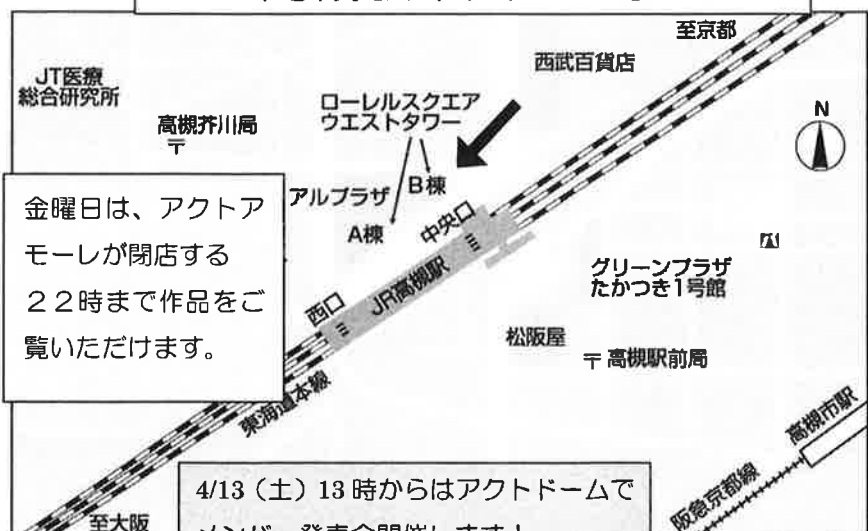 至京都
西武百貨店
JT医療
総合研究所
ローレルスクエア
ウエストタワー
高槻芥川局
〒
N
B棟
アルプラザ
A棟
中央口
金曜日は、アクトア
モーレが閉店する
２２時まで作品をご
覧いただけます。
JR高槻駅
西口
グリーンプラザ
たかつき1号館
松阪屋
〒高槻駅前局
東海道本線
高槻市駅
阪急京都線
至大阪
4/13（土）13時からはアクトドームで